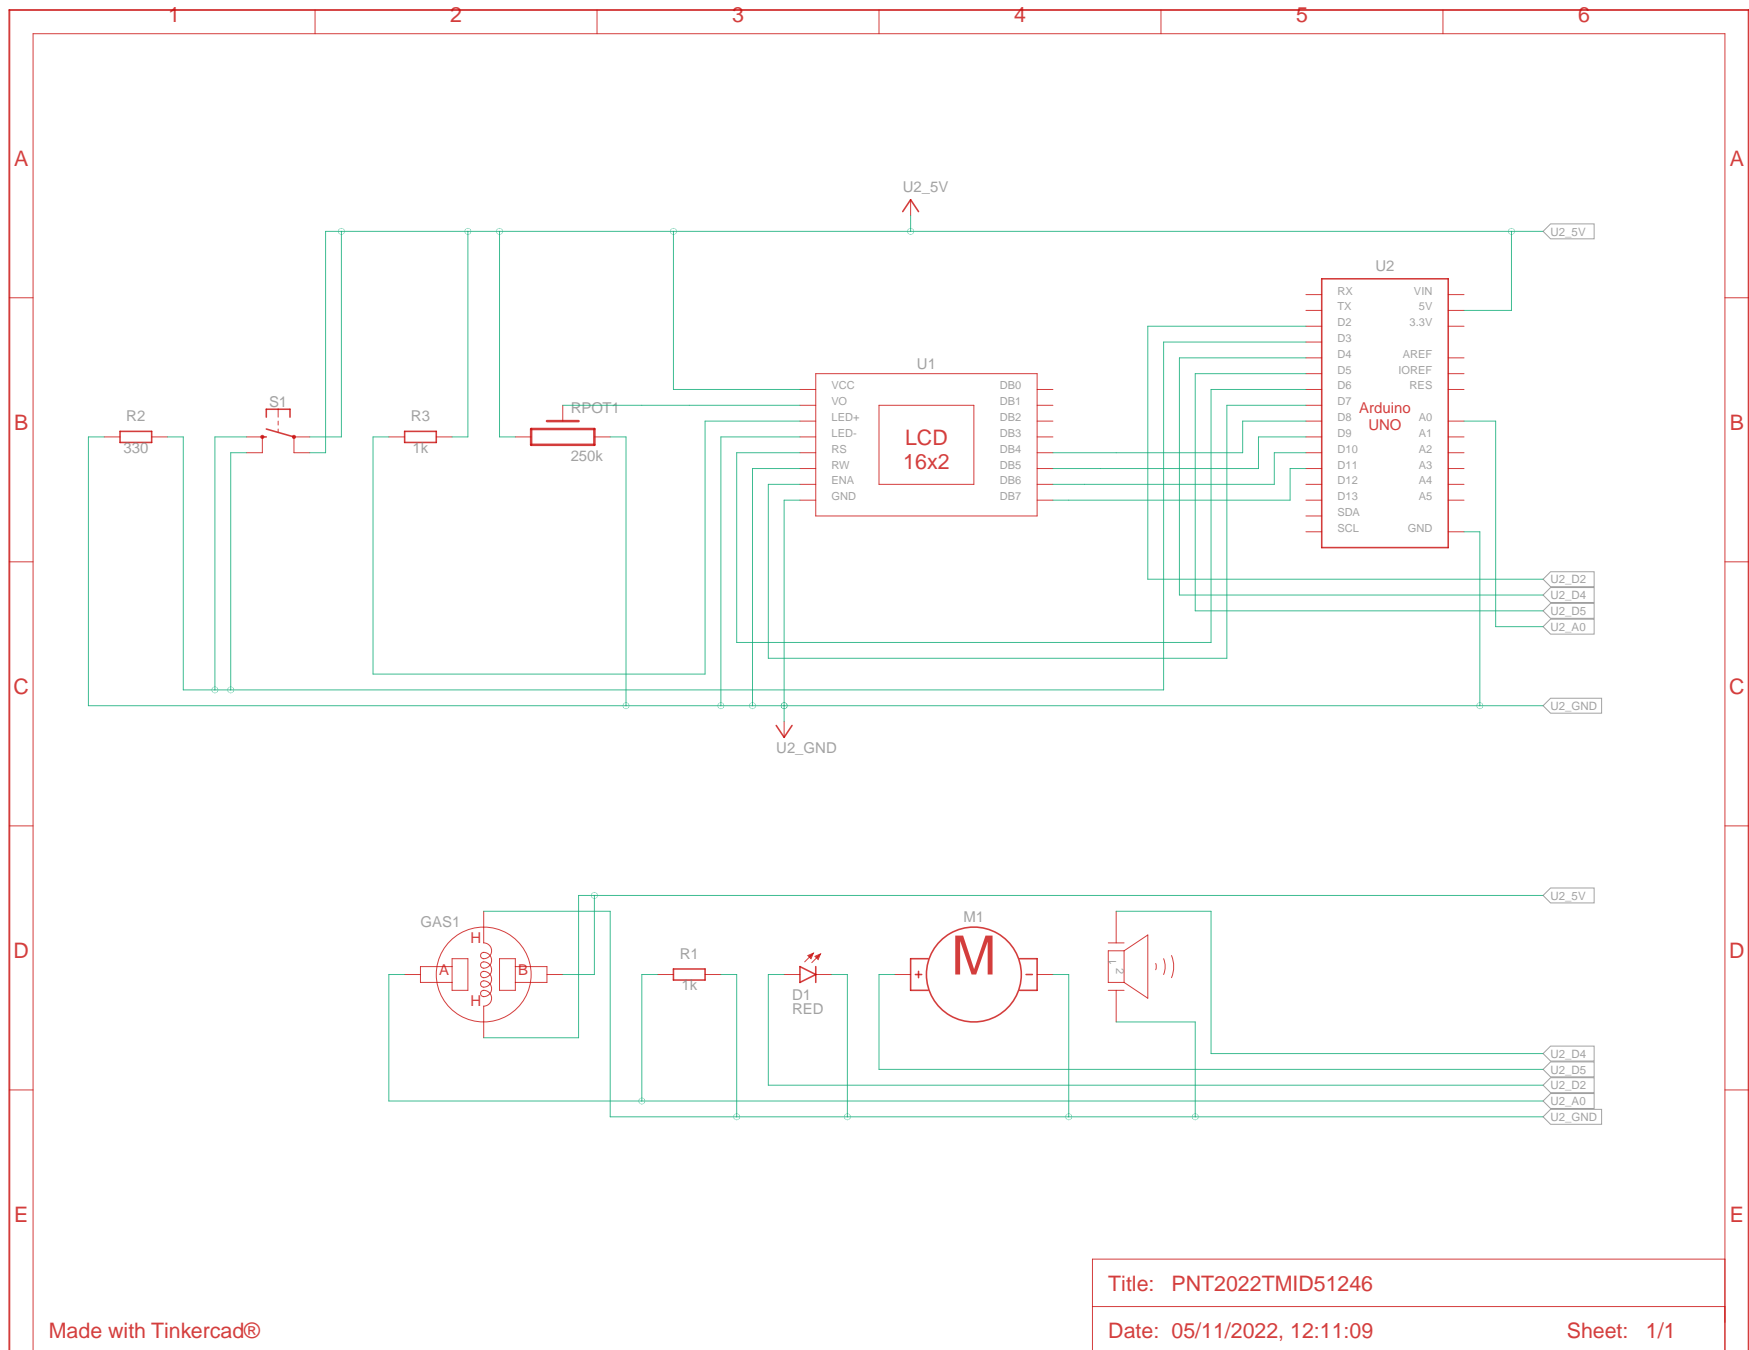 1 2 3 4 5 6
A A
U2_5V
U2_5V
U2
RX VIN
TX 5V
D2 3.3V
D3
D4 AREF
D5 IOREF
D6 RES
D7
D8 A0
D9 A1
D10 A2
D11 A3
D12 A4
D13 A5
SDA
SCL GND
Arduino
UNO
U1
VCC DB0
VO DB1
LED+ DB2
LED- DB3
RS DB4
RW DB5
ENA DB6
GND DB7
LCD
16x2
B B
R2
330
S1
R3
1k
RPOT1
250k
U2_D2
U2_D4
U2_D5
U2_A0
C C
U2_GND
U2_GND
U2_5V
D D
GAS1
H
A B
H
R1
1k
D1
RED
M1
M
+ -
1 2
U2_D4
U2_D5
U2_D2
U2_A0
U2_GND
E E
Title: PNT2022TMID51246
Made with Tinkercad®
Date: 05/11/2022, 12:11:09 Sheet: 1/1